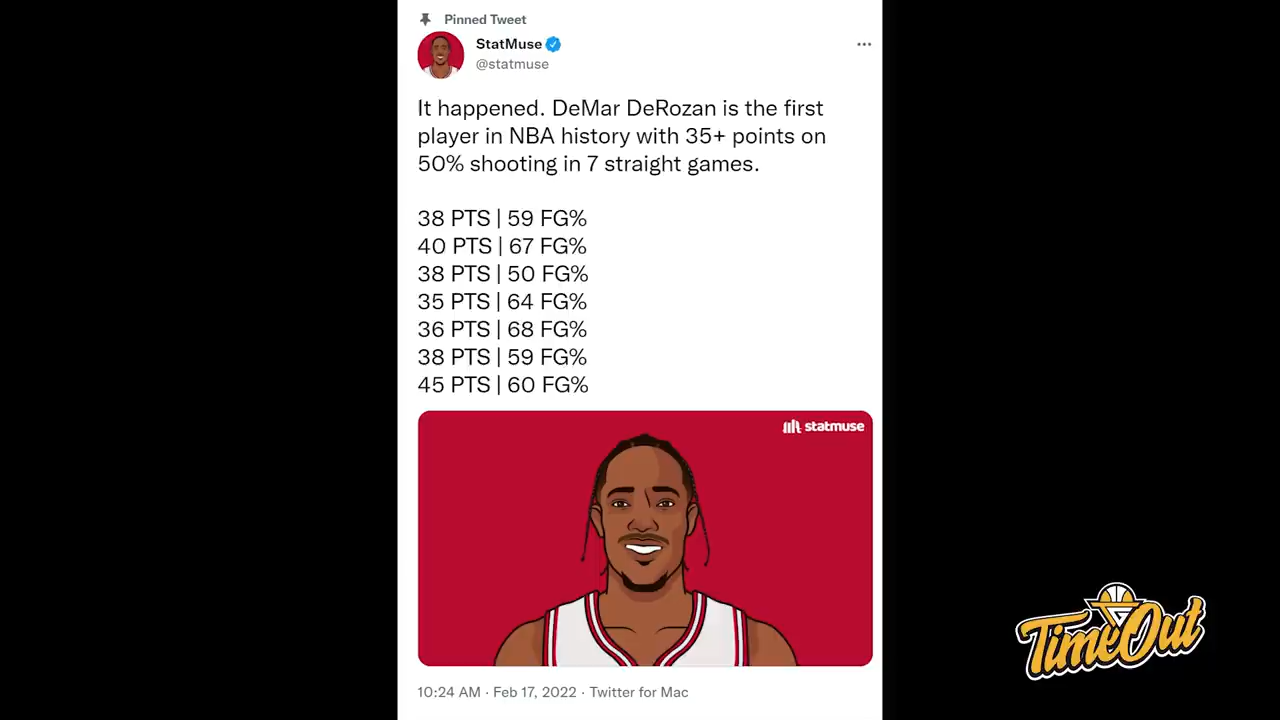 Pinned Tweet
StatMuse
@statmuse
It happened. DeMar DeRozan is the first
player in NBA history with 35+ points on
50% shooting in 7 straight games.
38 PTS | 59 FG%
40 PTS | 67 FG%
38 PTS | 50 FG%
35 PTS | 64 FG%
36 PTS | 68 FG%
38 PTS | 59 FG%
45 PTS | 60 FG%
statmuse
10:24 AM · Feb 17, 2022 · Twitter for Mac
TimeOut